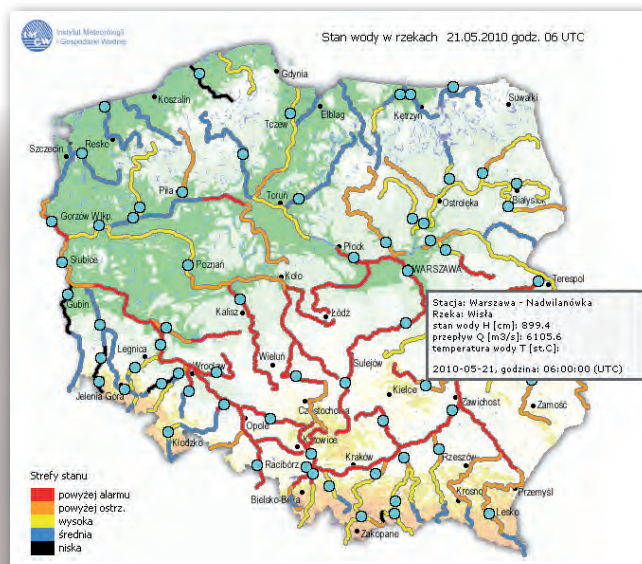 Instytut Meteorologii
i Gospodarki Wodnej
Stan wody w rzekach 21.05.2010 godz. 06 UTC
Gdynia
Koszalin
Suwałki
Elbląg
Kętrzyn
Tczew
Resko
Szczecin
Piła
Toruń
Ostrołęka
Białystok
Gorzów Wlkp.
Płock
Słubice
Poznań
Koło
WARSZAWA
Terespol
Gubin
Kalisz
Łódź
Stacja: Warszawa - Nadwilanówka
Rzeka: Wisła
stan wody H [cm]: 899.4
przepływ Q [m3/s]: 6105.6
temperatura wody T [st.C]:
2010-05-21, godzina: 06:00:00 (UTC)
Legnica
Wrocław
Wieluń
Sulejów
Jelenia Góra
Kielce
Zawichost
Zamość
Częstochowa
Opole
Kłodzko
Katowice
Racibórz
Kraków
Rzeszów
Bielsko-Biała
Krosno
Przemyśl
Lesko
Zakopane
Strefy stanu
powyżej alarmu
powyżej ostrz.
wysoka
średnia
niska